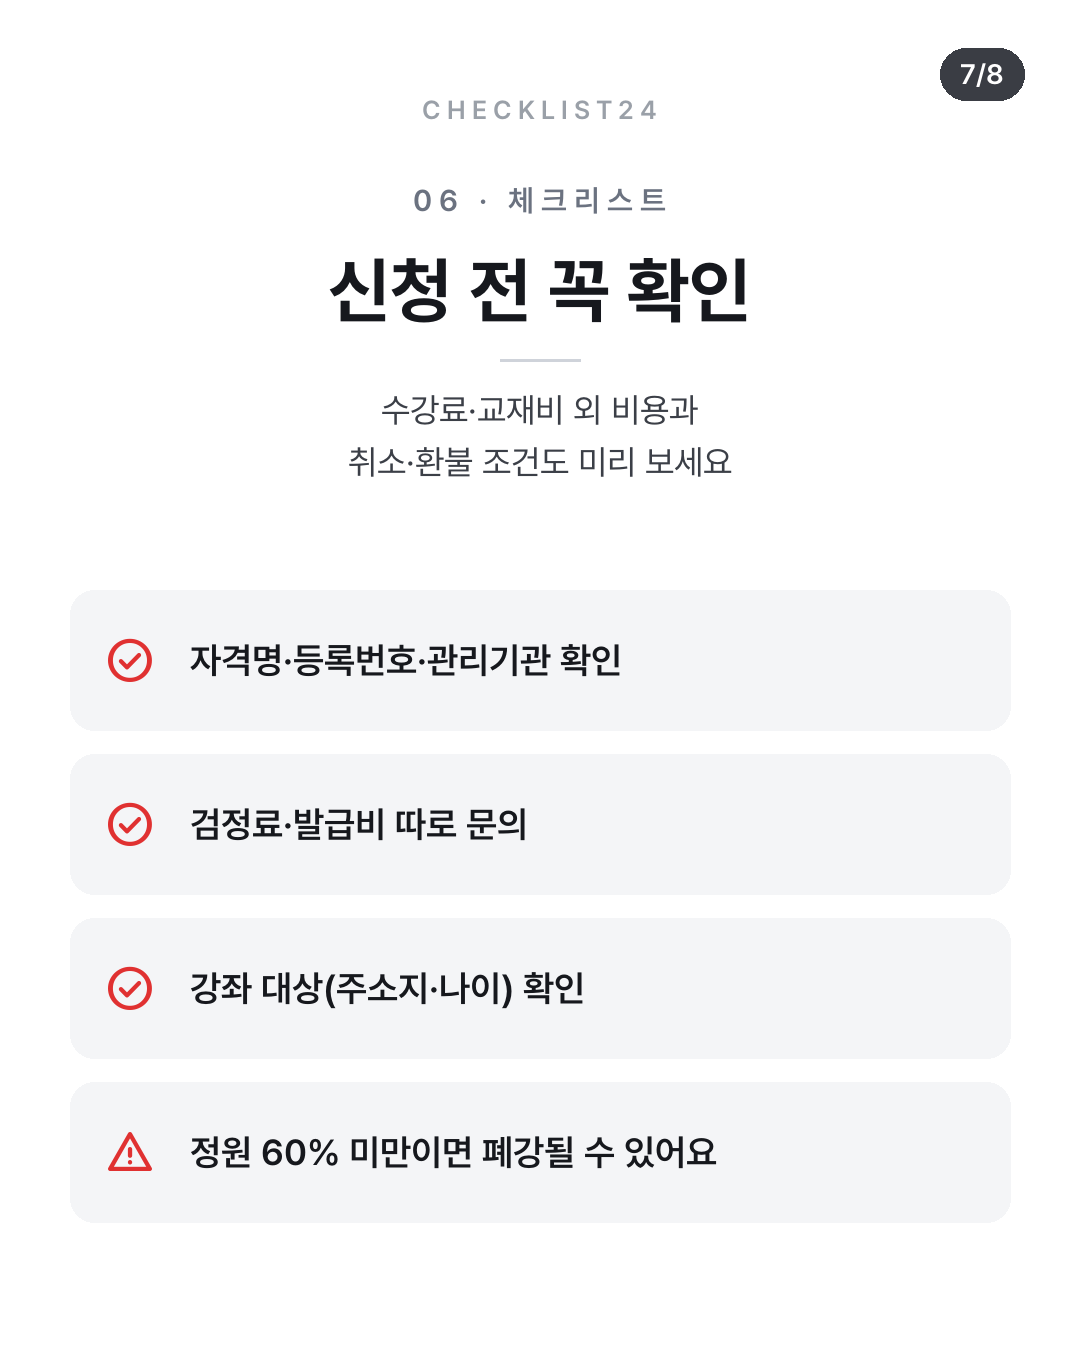 7/8
CHECKLIST24
06 · 체크리스트
신청 전 꼭 확인
수강료·교재비 외 비용과
취소·환불 조건도 미리 보세요
자격명·등록번호·관리기관 확인
검정료·발급비 따로 문의
강좌 대상(주소지·나이) 확인
정원 60% 미만이면 폐강될 수 있어요